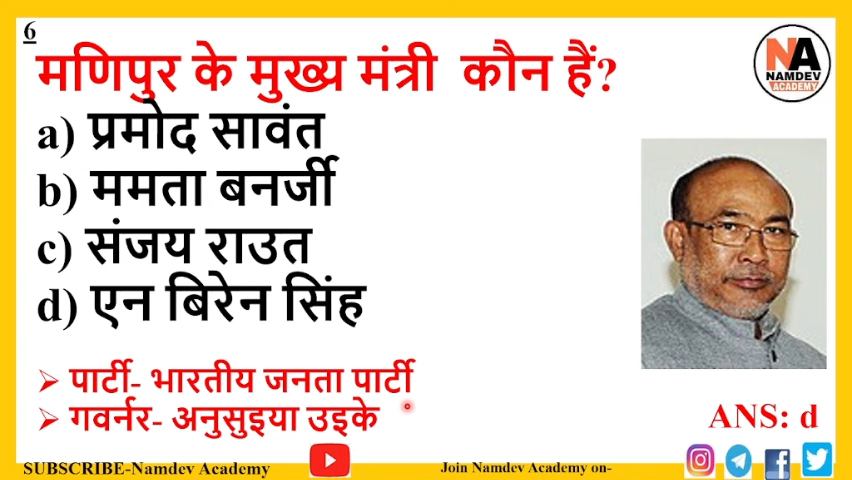 6
मणिपुर के मुख्य मंत्री कौन हैं?
NA
NAMDEV
ACADEMY
a) प्रमोद सावंत
b) ममता बनर्जी
c) संजय राउत
d) एन बिरेन सिंह
➢ पार्टी- भारतीय जनता पार्टी
➢ गवर्नर- अनुसुइया उइके
ANS: d
SUBSCRIBE-Namdev Academy
Join Namdev Academy on-